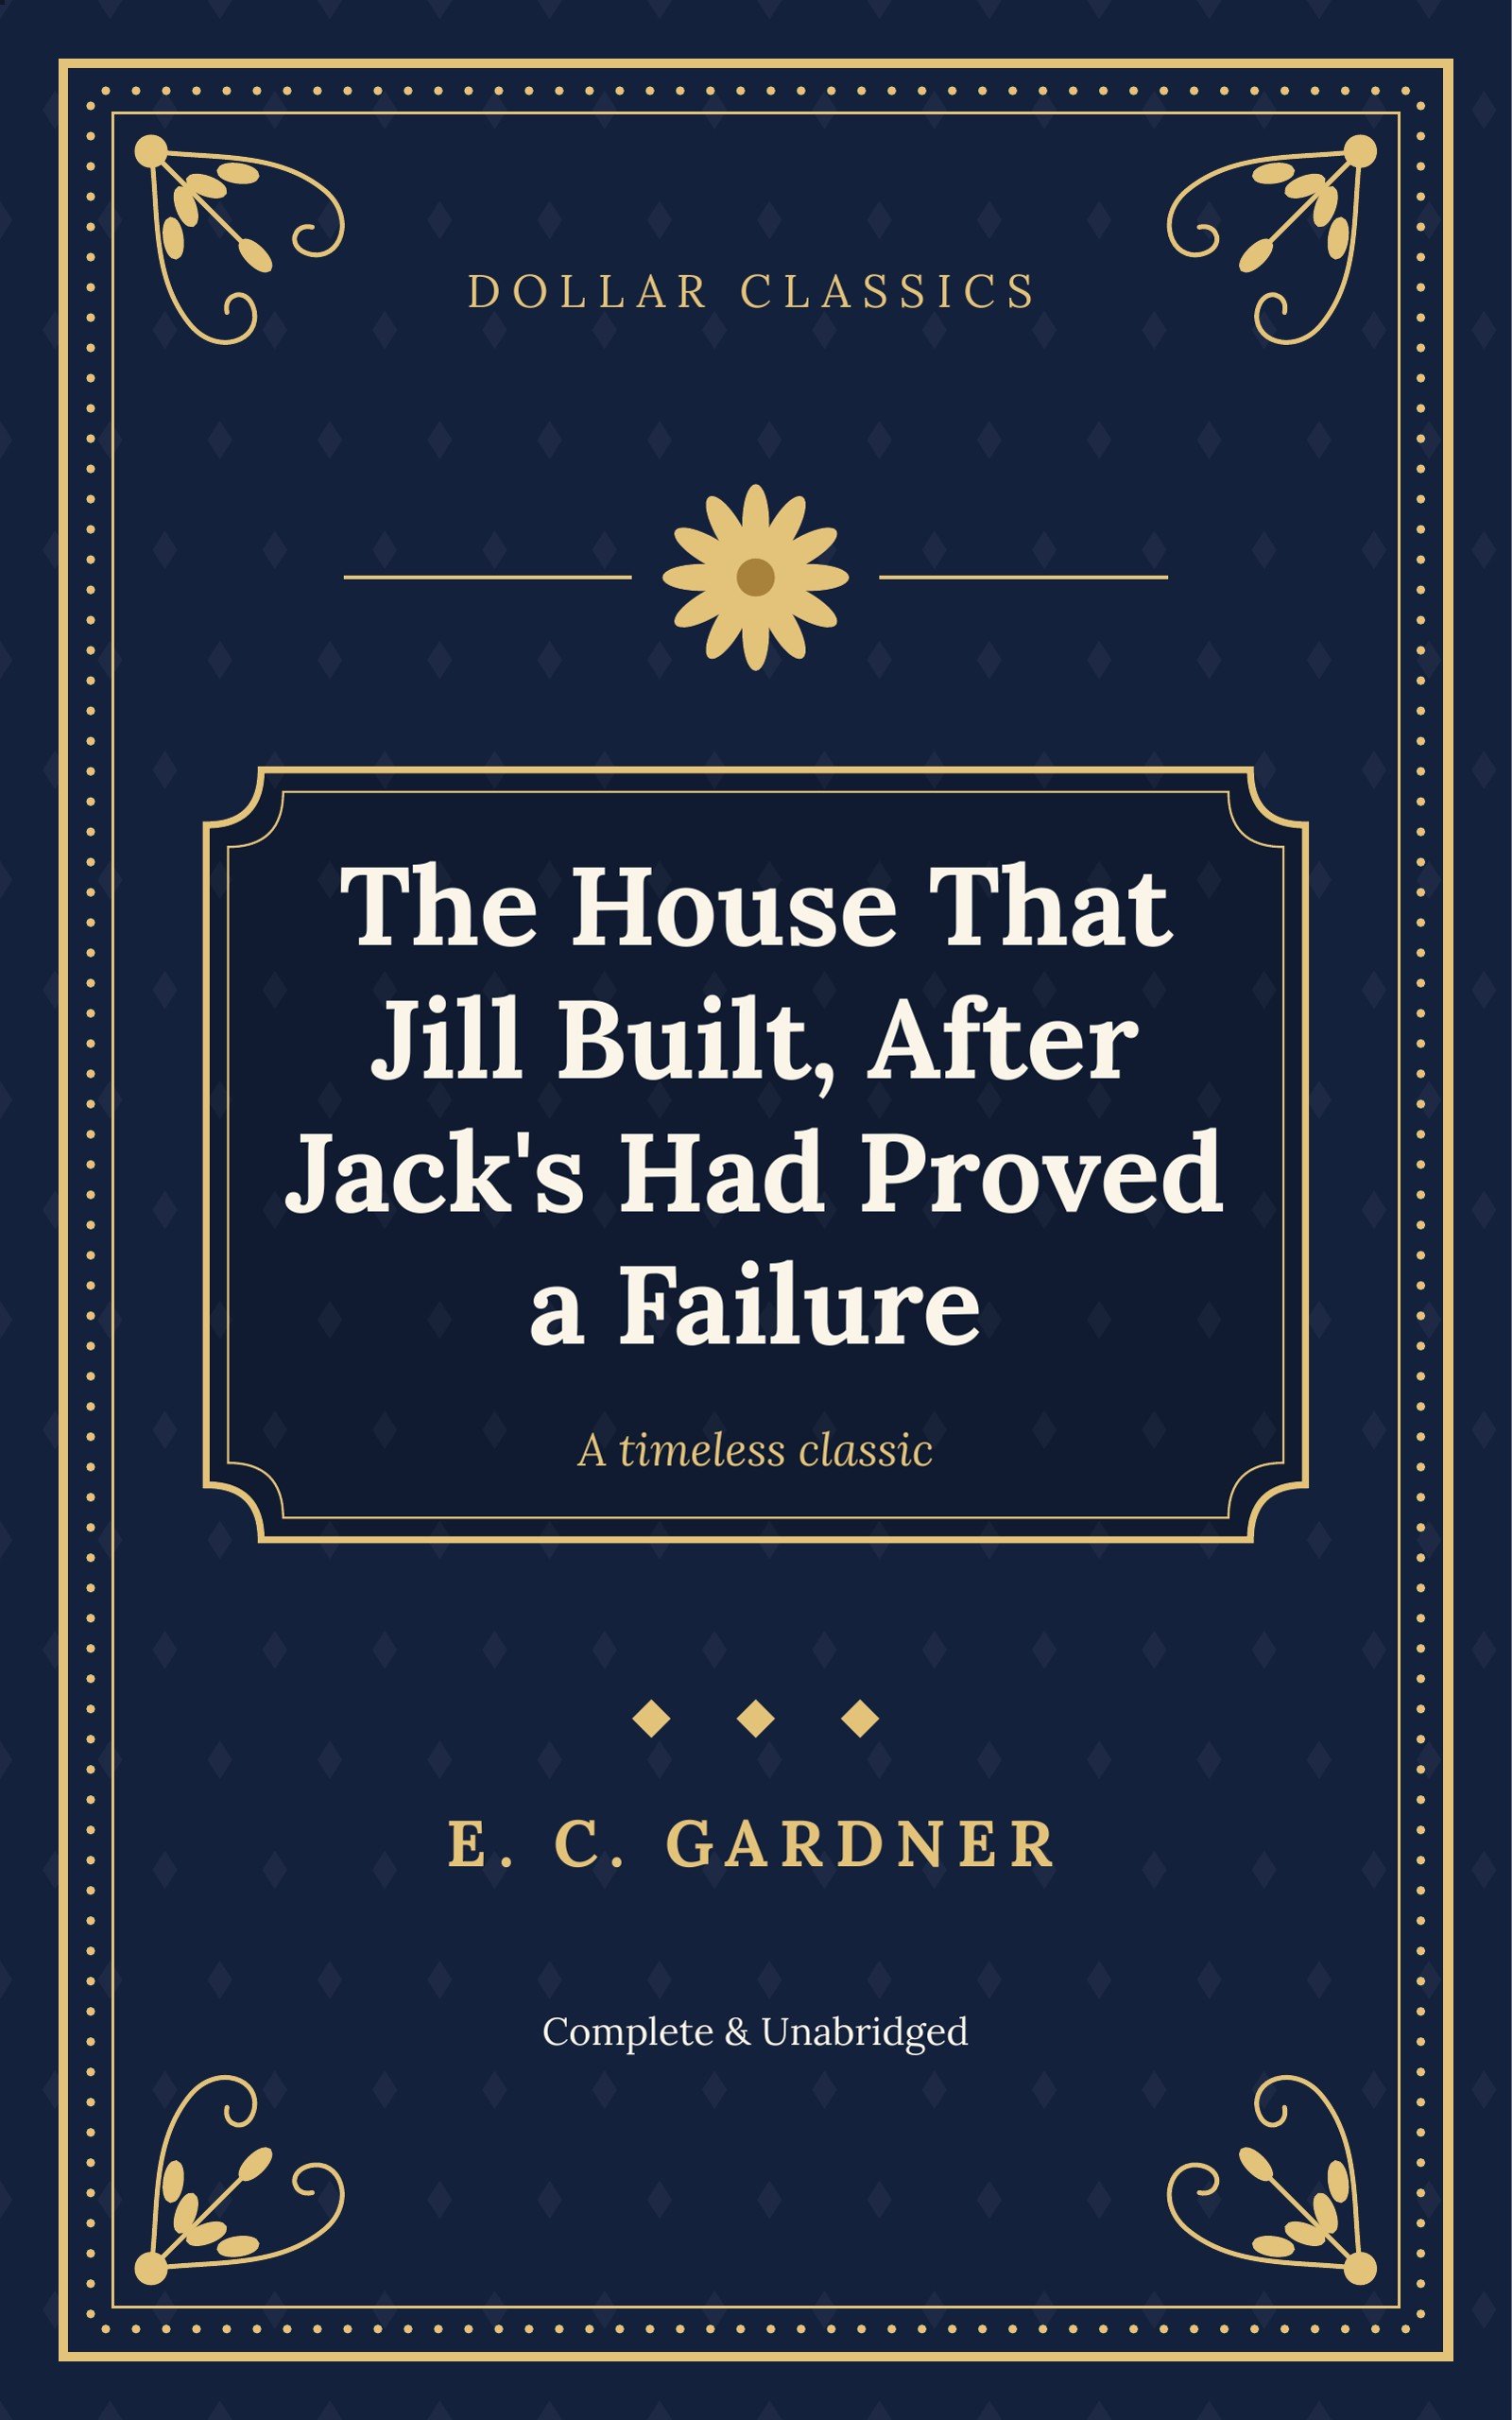 DOLLAR CLASSICS
The House That
Jill Built, After
Jack's Had Proved
a Failure
A timeless classic
E. C. GARDNER
Complete & Unabridged